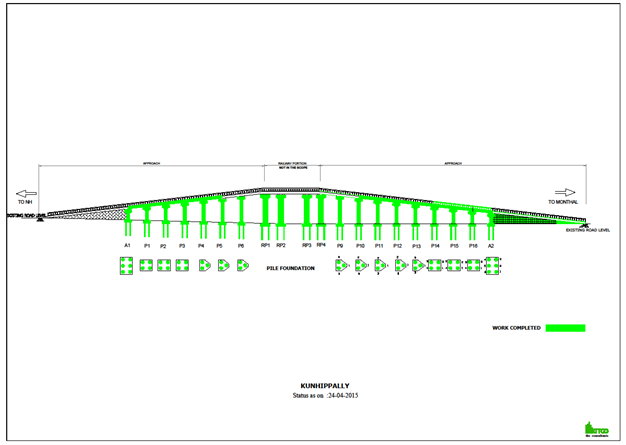 APPROACH RAILWAY PORTION APPROACH
NOT IN THE SCOPE
TO NH TO MONTHAL
EXISTING ROAD LEVEL
EXISTING ROAD LEVEL
A1 P1 P2 P3 P4 P5 P6 RP1 RP2 RP3 RP4 P9 P10 P11 P12 P13 P14 P15 P16 A2
PILE FOUNDATION
WORK COMPLETED
KUNHIPPALLY
Status as on :24-04-2015